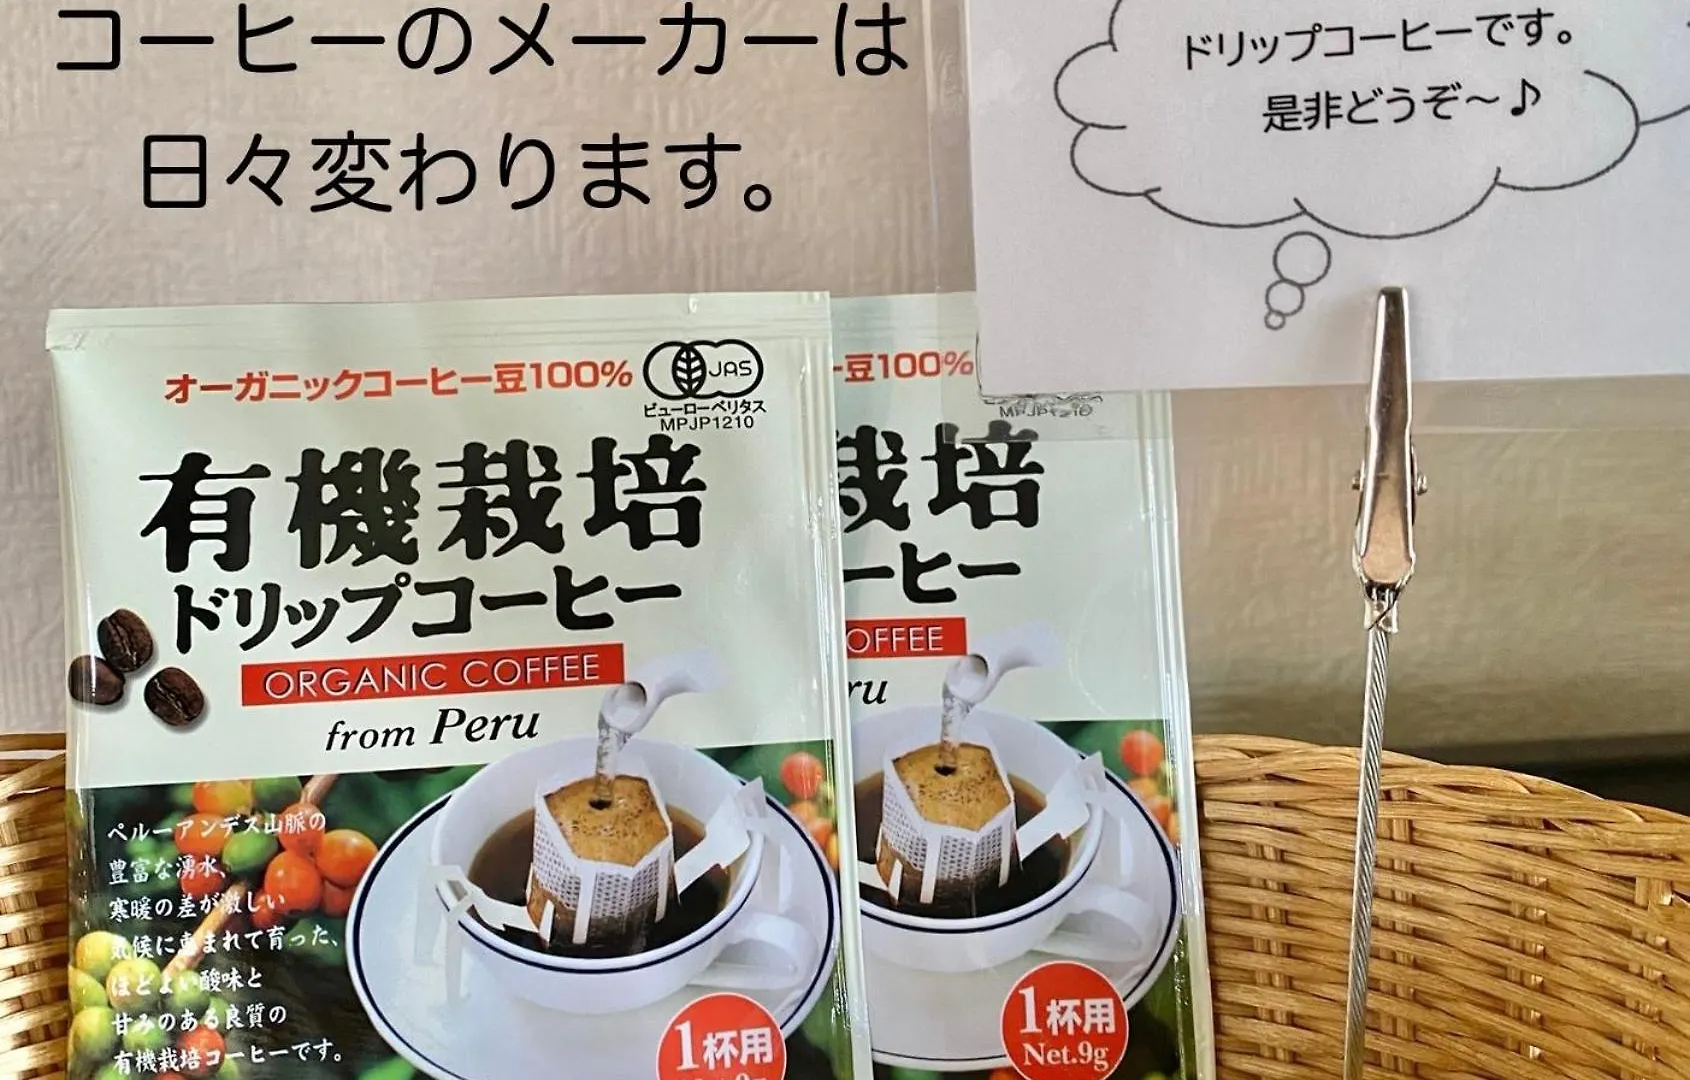 コーヒーのメーカーは
日々変わります。
ドリップコーヒーです。
是非どうぞ～♪
オーガニックコーヒー豆100%
JAS
ビューローベリタス
MPJP1210
有機栽培
ドリップコーヒー
ORGANIC COFFEE
from Peru
ペルーアンデス山脈の
豊富な湧水、
寒暖の差が激しい
気候に恵まれて育った、
ほどよい酸味と
甘みのある良質の
有機栽培コーヒーです。
1杯用
ー豆100%
MPJP1210
栽培
ーヒー
OFFEE
ru
1杯用
Net.9g